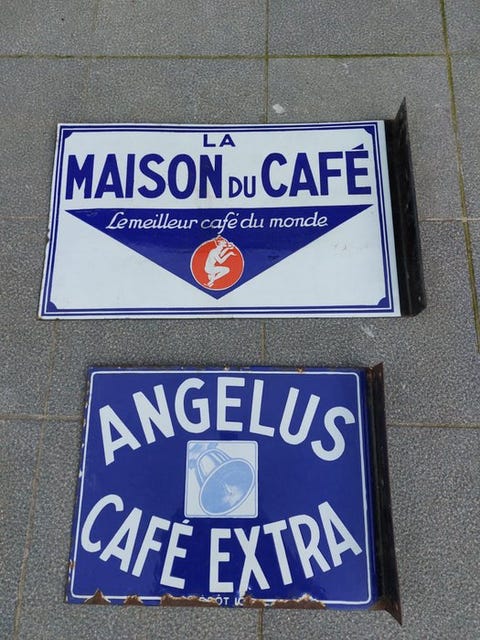 LA
MAISON DU CAFÉ
Le meilleur café du monde
ANGELUS
CAFÉ EXTRA